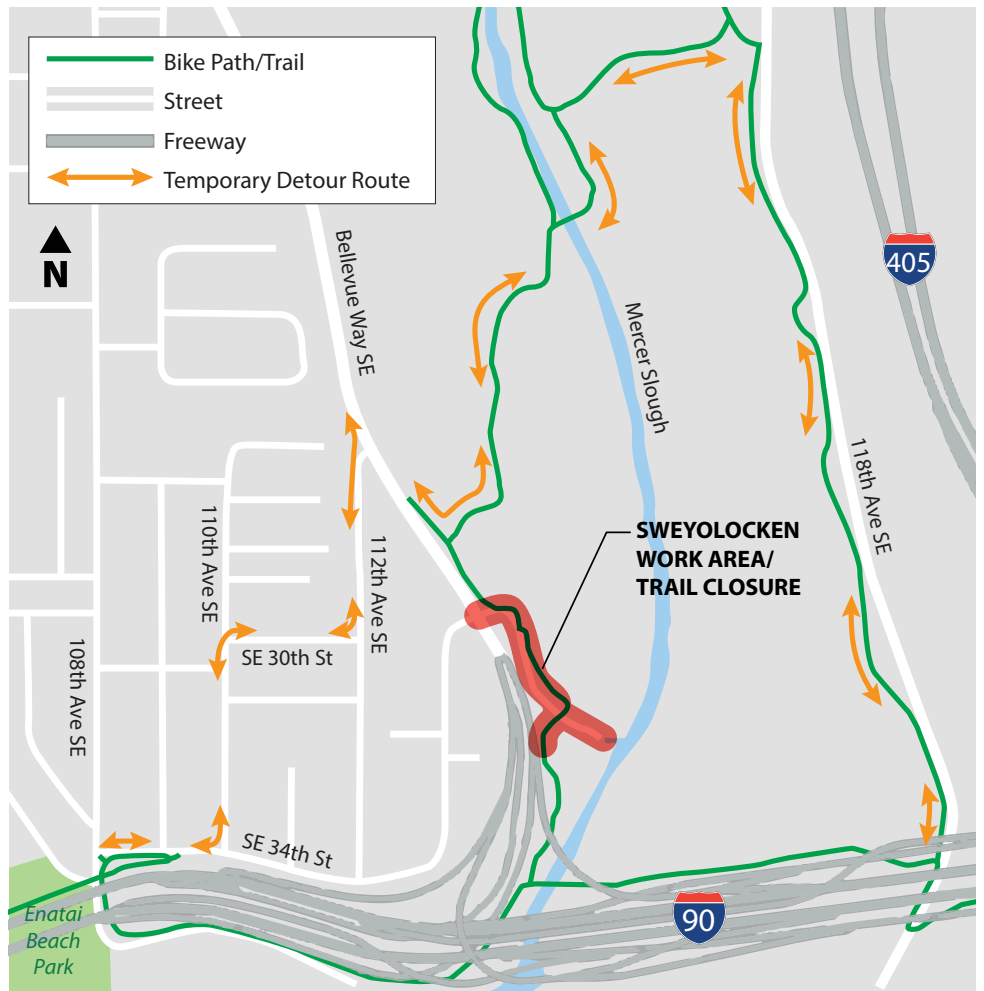 Bike Path/Trail
Street
Freeway
Temporary Detour Route
N
405
Bellevue Way SE
Mercer Slough
118th Ave SE
SWEYOLOCKEN
WORK AREA/
TRAIL CLOSURE
110th Ave SE
112th Ave SE
SE 30th St
108th Ave SE
SE 34th St
90
Enatai
Beach
Park